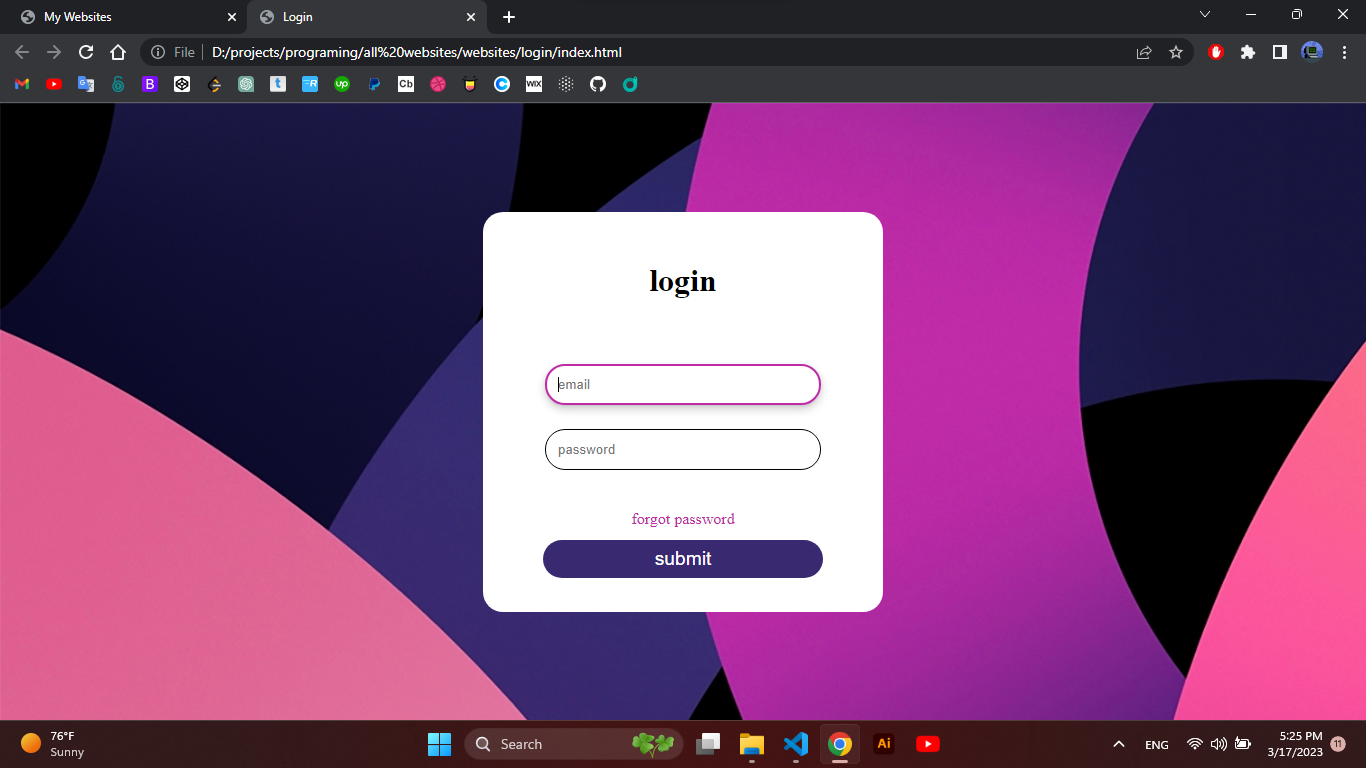 My Websites
Login
File
D:/projects/programing/all%20websites/websites/login/index.html
B
t
R
up
Cb
WIX
login
email
password
forgot password
submit
76°F
Sunny
Search
Ai
ENG
5:25 PM
3/17/2023
11